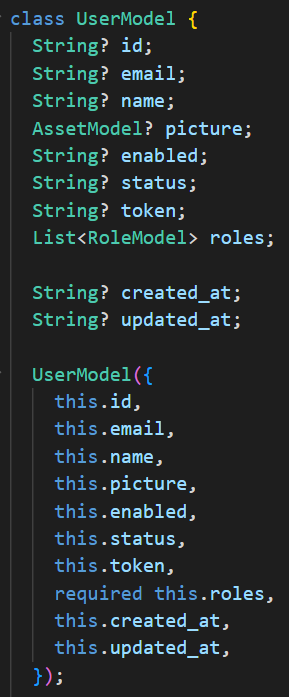 class UserModel {
  String? id;
  String? email;
  String? name;
  AssetModel? picture;
  String? enabled;
  String? status;
  String? token;
  List<RoleModel> roles;

  String? created_at;
  String? updated_at;

  UserModel({
    this.id,
    this.email,
    this.name,
    this.picture,
    this.enabled,
    this.status,
    this.token,
    required this.roles,
    this.created_at,
    this.updated_at,
  });